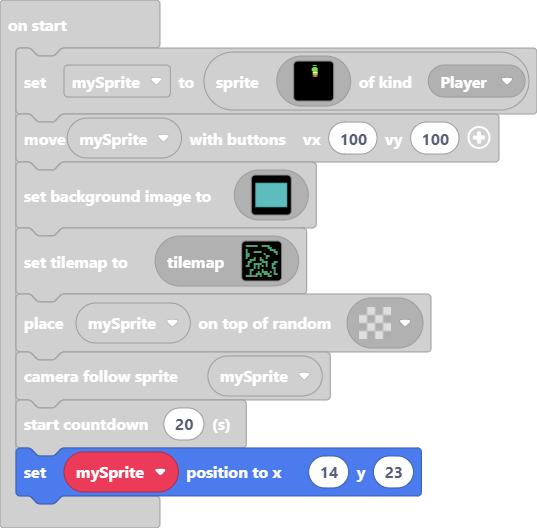 on start
set mySprite to sprite of kind Player
move mySprite with buttons vx 100 vy 100
set background image to
set tilemap to tilemap
place mySprite on top of random
camera follow sprite mySprite
start countdown 20 (s)
set mySprite position to x 14 y 23